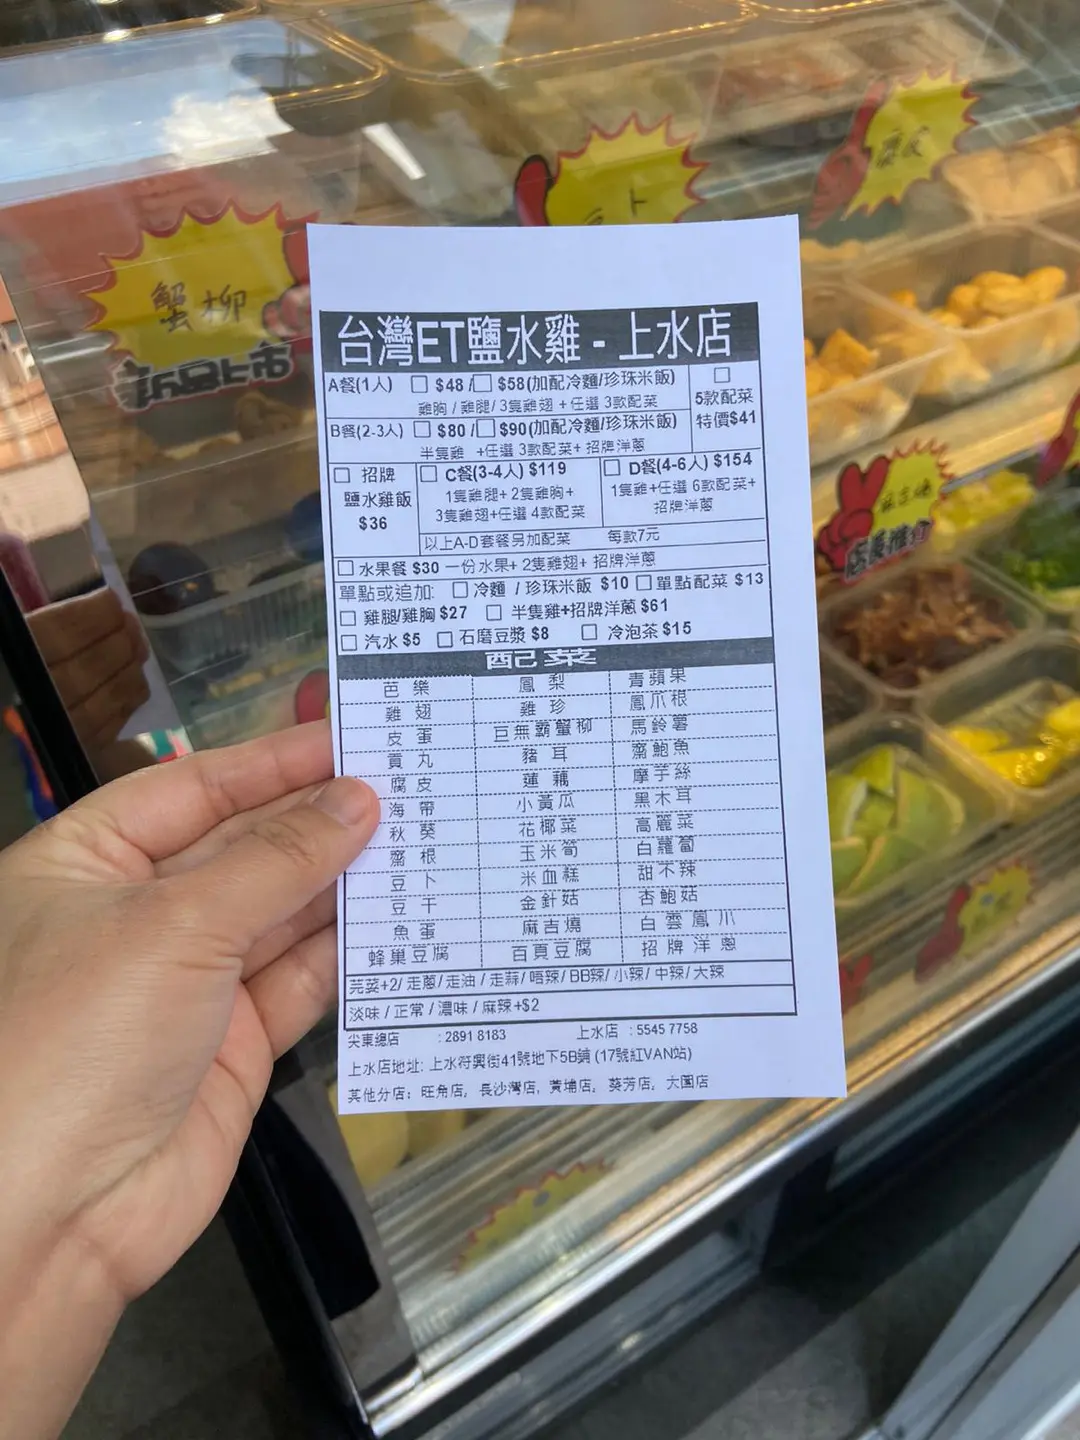 蟹柳
新品上市
腐皮
店長推介
台灣ET鹽水雞 - 上水店
A餐(1人) □ $48 / □ $58(加配冷麵/珍珠米飯)
雞胸 / 雞腿/ 3隻雞翅 +任選 3款配菜
□
5款配菜
特價$41
B餐(2-3人) □ $80 / □ $90(加配冷麵/珍珠米飯)
半隻雞 +任選 3款配菜+ 招牌洋蔥
□ 招牌
鹽水雞飯
$36
□ C餐(3-4人) $119
1隻雞腿+ 2隻雞胸+
3隻雞翅+任選 4款配菜
□ D餐(4-6人) $154
1隻雞+任選 6款配菜+
招牌洋蔥
以上A-D套餐另加配菜 每款7元
□ 水果餐 $30 一份水果+ 2隻雞翅+ 招牌洋蔥
單點或追加: □ 冷麵 / 珍珠米飯 $10 □ 單點配菜 $13
□ 雞腿/雞胸 $27 □ 半隻雞+招牌洋蔥 $61
□ 汽水 $5 □ 石磨豆漿 $8 □ 冷泡茶 $15
配菜
芭樂 鳳梨 青蘋果
雞翅 雞珍 鳳爪根
皮蛋 巨無霸蟹柳 馬鈴薯
貢丸 豬耳 齋鮑魚
腐皮 蓮藕 摩芋絲
海帶 小黃瓜 黑木耳
秋葵 花椰菜 高麗菜
齋根 玉米筍 白蘿蔔
豆卜 米血糕 甜不辣
豆干 金針菇 杏鮑菇
魚蛋 麻吉燒 白雲鳳爪
蜂巢豆腐 百頁豆腐 招牌洋蔥
芫荽+2/ 走蔥/ 走油 / 走蒜/ 唔辣/ BB辣/ 小辣/ 中辣/ 大辣
淡味 / 正常 / 濃味 / 麻辣+$2
尖東總店 : 2891 8183 上水店 : 5545 7758
上水店地址: 上水符興街41號地下5B鋪 (17號紅VAN站)
其他分店: 旺角店, 長沙灣店, 黃埔店, 葵芳店, 大圍店